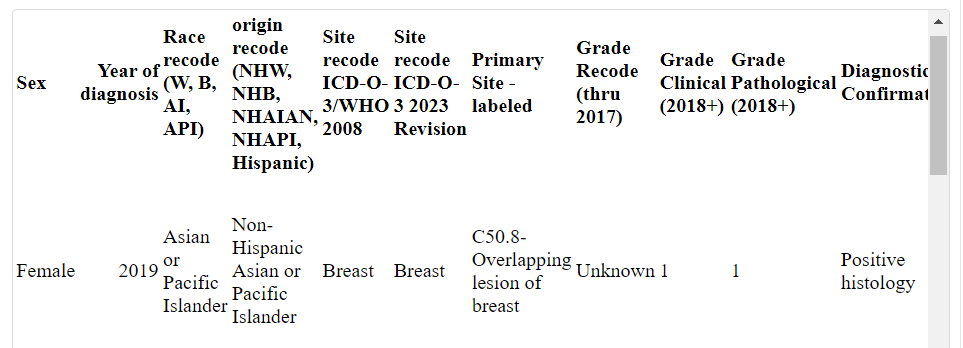 Sex
Year of
diagnosis
Race
recode
(W, B,
AI,
API)
origin
recode
(NHW,
NHB,
NHAIAN,
NHAPI,
Hispanic)
Site
recode
ICD-O-
3/WHO
2008
Site
recode
ICD-O-
3 2023
Revision
Primary
Site -
labeled
Grade
Recode
(thru
2017)
Grade
Clinical
(2018+)
Grade
Pathological
(2018+)
Diagnostic
Confirmat
Female
2019
Asian
or
Pacific
Islander
Non-
Hispanic
Asian or
Pacific
Islander
Breast
Breast
C50.8-
Overlapping
lesion of
breast
Unknown
1
1
Positive
histology